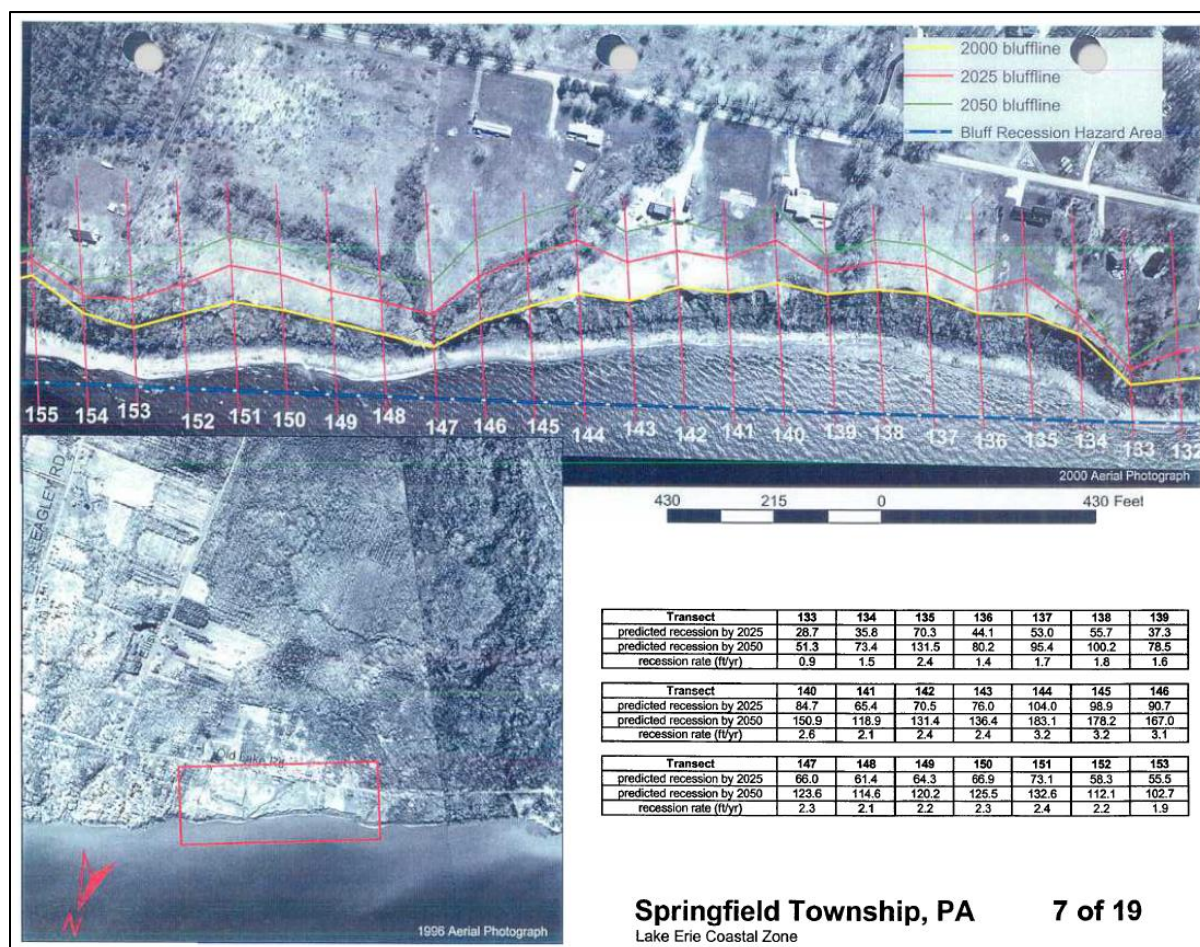 2000 bluffline
2025 bluffline
2050 bluffline
Bluff Recession Hazard Area
155 154 153 152 151 150 149 148 147 146 145 144 143 142 141 140 139 138 137 136 135 134 133 132
2000 Aerial Photograph
430 215 0 430 Feet
EAGLEY RD
Old Lake Rd
N
1996 Aerial Photograph
Transect 133 134 135 136 137 138 139
predicted recession by 2025 28.7 35.8 70.3 44.1 53.0 55.7 37.3
predicted recession by 2050 51.3 73.4 131.5 80.2 95.4 100.2 78.5
recession rate (ft/yr) 0.9 1.5 2.4 1.4 1.7 1.8 1.6
Transect 140 141 142 143 144 145 146
predicted recession by 2025 84.7 65.4 70.5 76.0 104.0 98.9 90.7
predicted recession by 2050 150.9 118.9 131.4 136.4 183.1 178.2 167.0
recession rate (ft/yr) 2.6 2.1 2.4 2.4 3.2 3.2 3.1
Transect 147 148 149 150 151 152 153
predicted recession by 2025 66.0 61.4 64.3 66.9 73.1 58.3 55.5
predicted recession by 2050 123.6 114.6 120.2 125.5 132.6 112.1 102.7
recession rate (ft/yr) 2.3 2.1 2.2 2.3 2.4 2.2 1.9
Springfield Township, PA 7 of 19
Lake Erie Coastal Zone